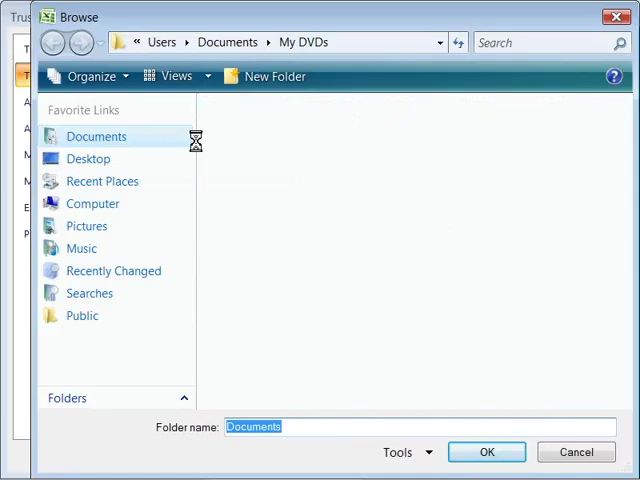 Trus
Browse
« Users Documents My DVDs
Search
Organize Views New Folder
Favorite Links
Documents
Desktop
Recent Places
Computer
Pictures
Music
Recently Changed
Searches
Public
Folders
Folder name: Documents
Tools OK Cancel